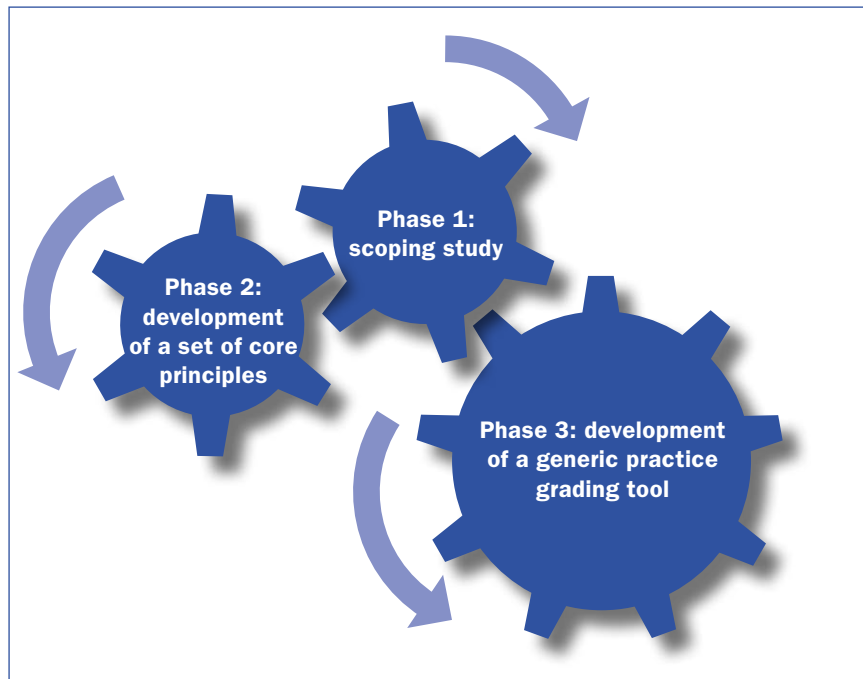 Phase 1:
scoping study
Phase 2:
development
of a set of core
principles
Phase 3: development
of a generic practice
grading tool